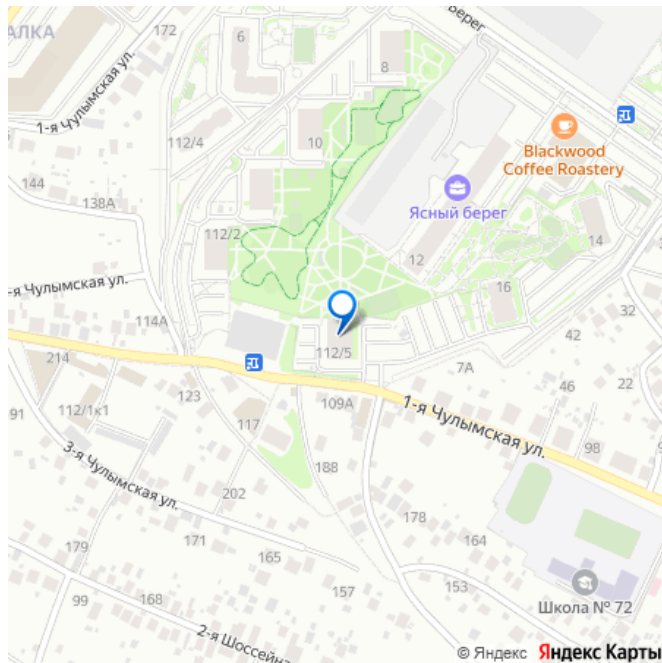 АЛКА
172
6
Берег
8
1-я Чулымская ул.
112/4
10
Blackwood
Coffee Roastery
144
138А
Ясный берег
112/2
12
14
-я Чулымская ул.
16
114А
32
42
112/5
7А
214
22
123
46
109А
1-я Чулымская ул.
91
112/1к1
117
98
3-я Чулымская ул.
188
202
178
164
179
171
165
153
157
99
168
Школа № 72
2-я Шоссейна
© Яндекс Яндекс Карты